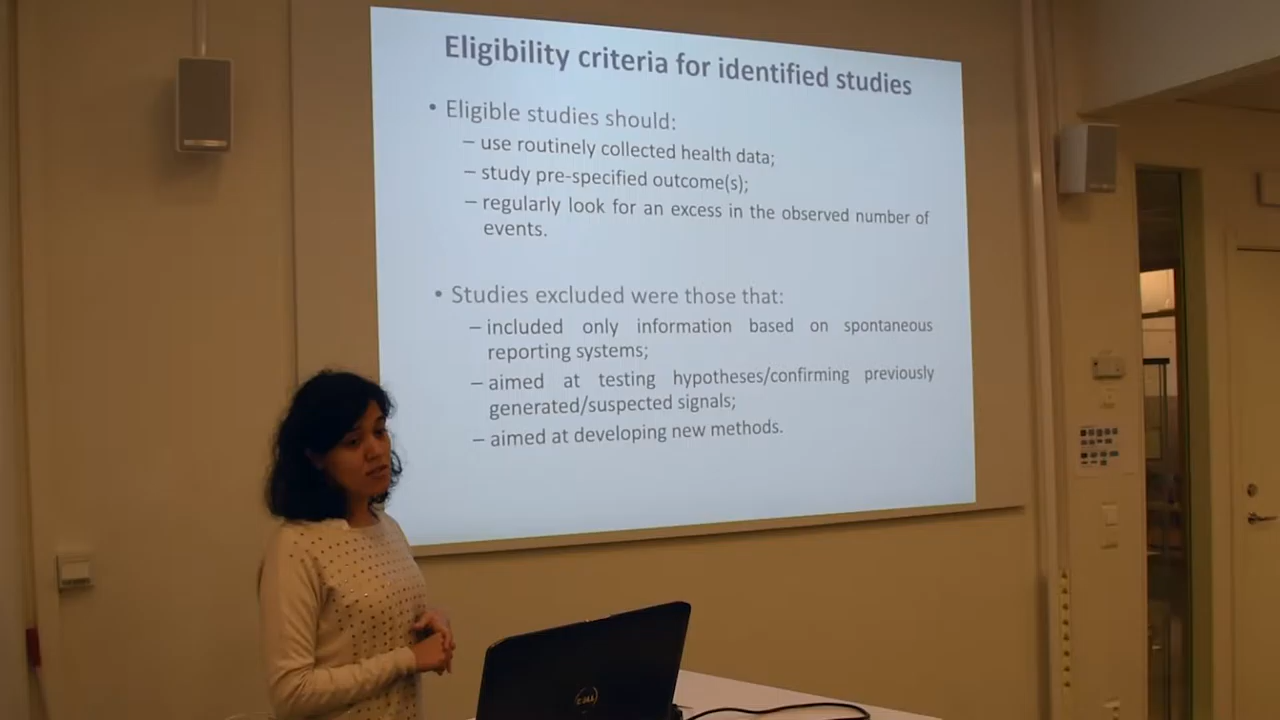 Eligibility criteria for identified studies
• Eligible studies should:
– use routinely collected health data;
– study pre-specified outcome(s);
– regularly look for an excess in the observed number of
events.
• Studies excluded were those that:
– included only information based on spontaneous
reporting systems;
– aimed at testing hypotheses/confirming previously
generated/suspected signals;
– aimed at developing new methods.
DELL